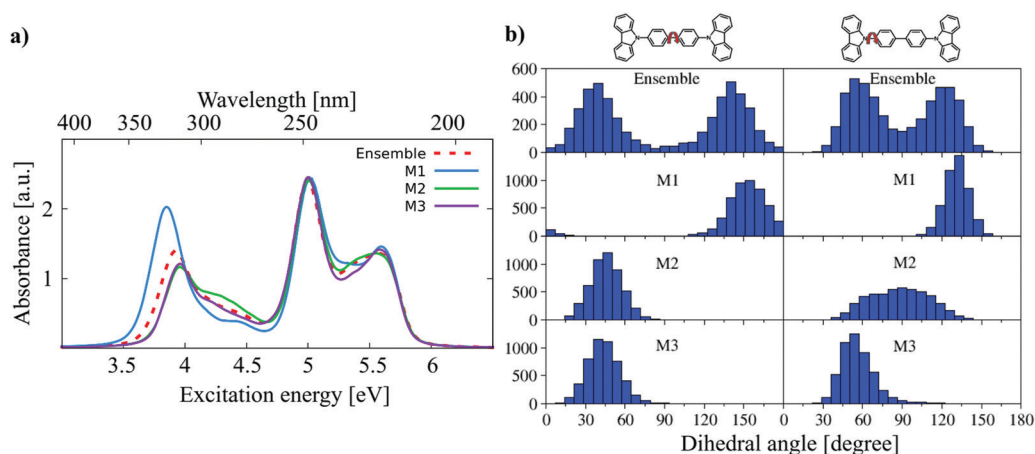 a)
Wavelength [nm]
400 350 300 250 200
Ensemble
M1
M2
M3
Absorbance [a.u.]
2
1
3.5 4 4.5 5 5.5 6
Excitation energy [eV]
b)
N N N N
Ensemble Ensemble
600
400
200
0
M1 M1
1000
500
0
M2 M2
1000
500
0
M3 M3
1000
500
0
0 30 60 90 120 150 0 30 60 90 120 150 180
Dihedral angle [degree]